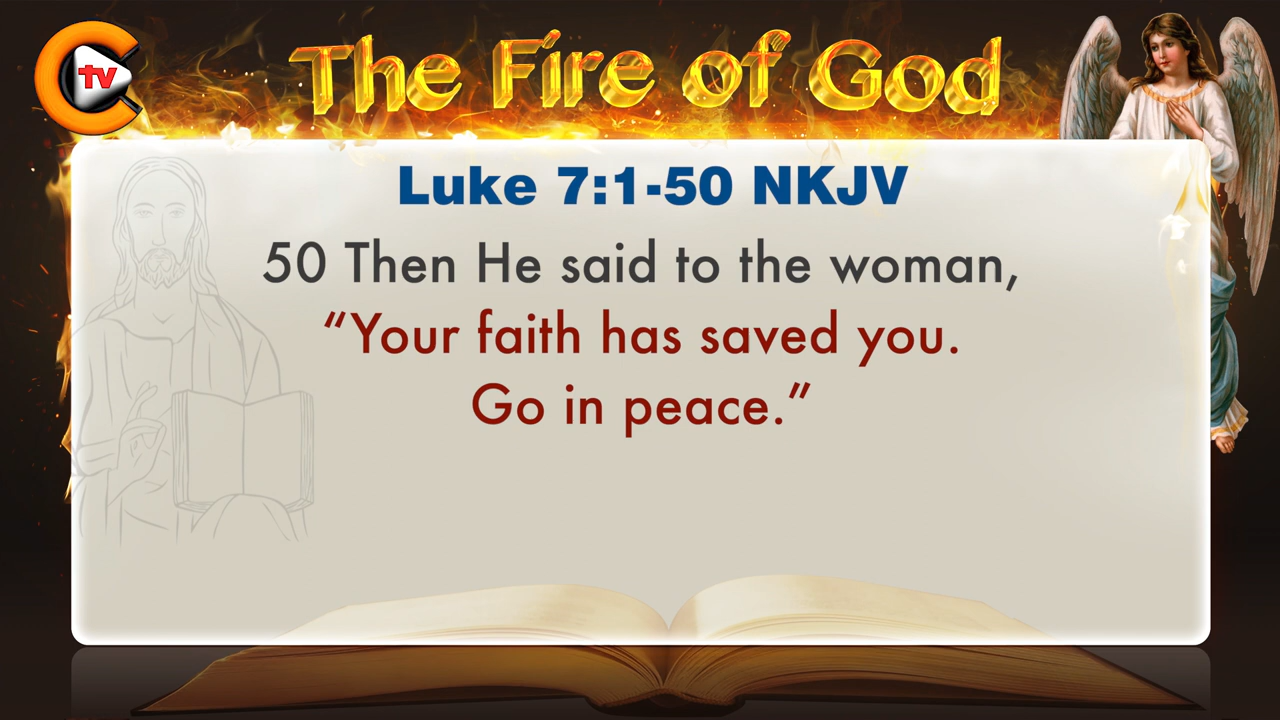 tv
The Fire of God
Luke 7:1-50 NKJV
50 Then He said to the woman,
“Your faith has saved you.
Go in peace.”